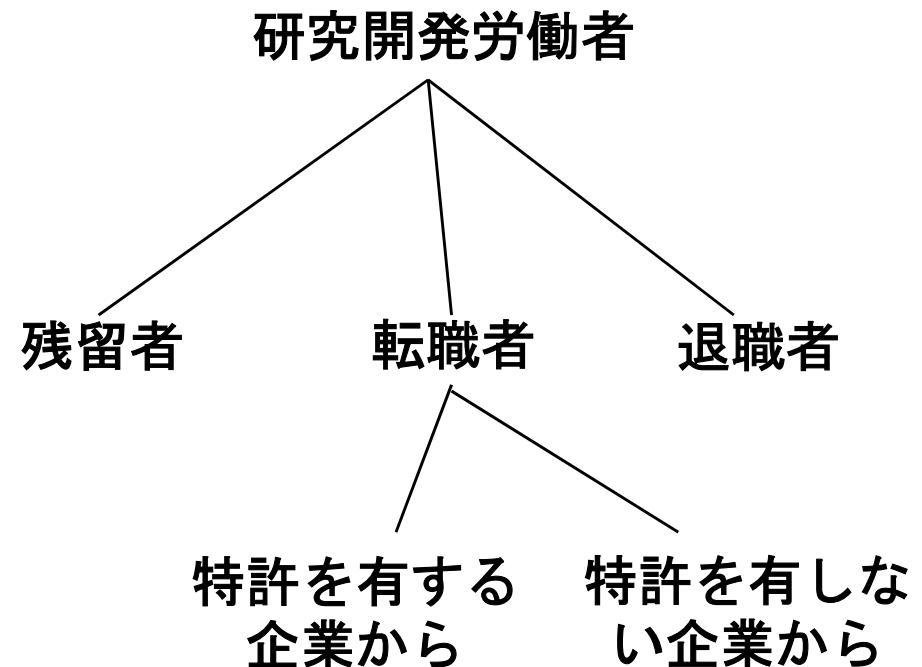 研究開発労働者
残留者
転職者
退職者
特許を有する
企業から
特許を有しな
い企業から